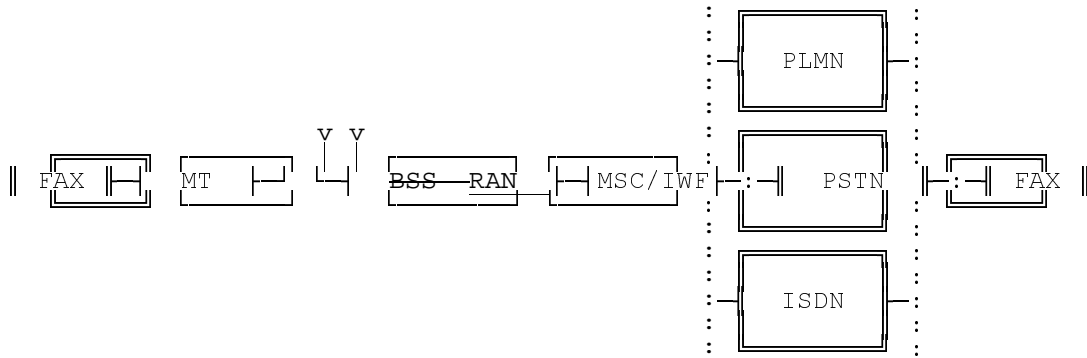 PLMN
v v
FAX MT BSS RAN MSC/IWF PSTN FAX
ISDN